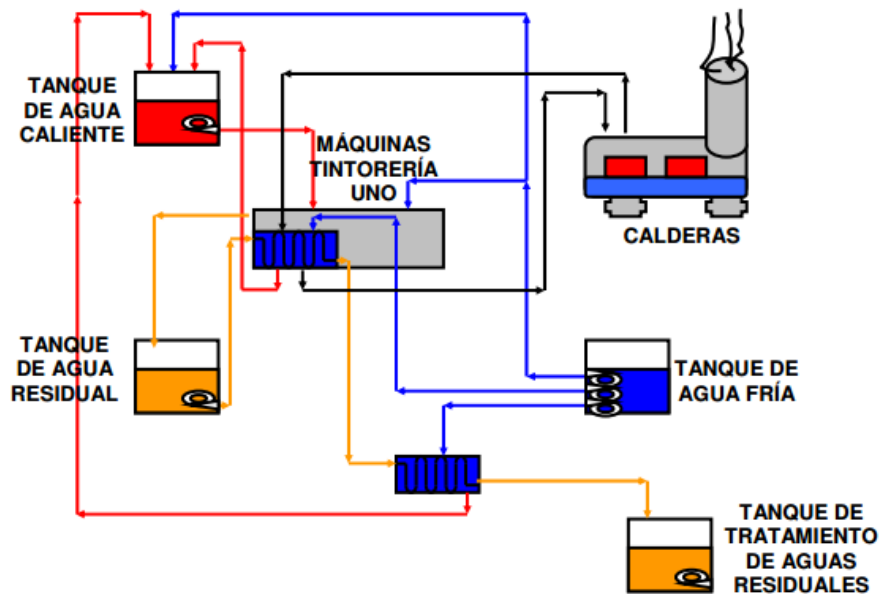 TANQUE
DE AGUA
CALIENTE
MÁQUINAS
TINTORERÍA
UNO
CALDERAS
TANQUE
DE AGUA
RESIDUAL
TANQUE DE
AGUA FRÍA
TANQUE DE
TRATAMIENTO
DE AGUAS
RESIDUALES